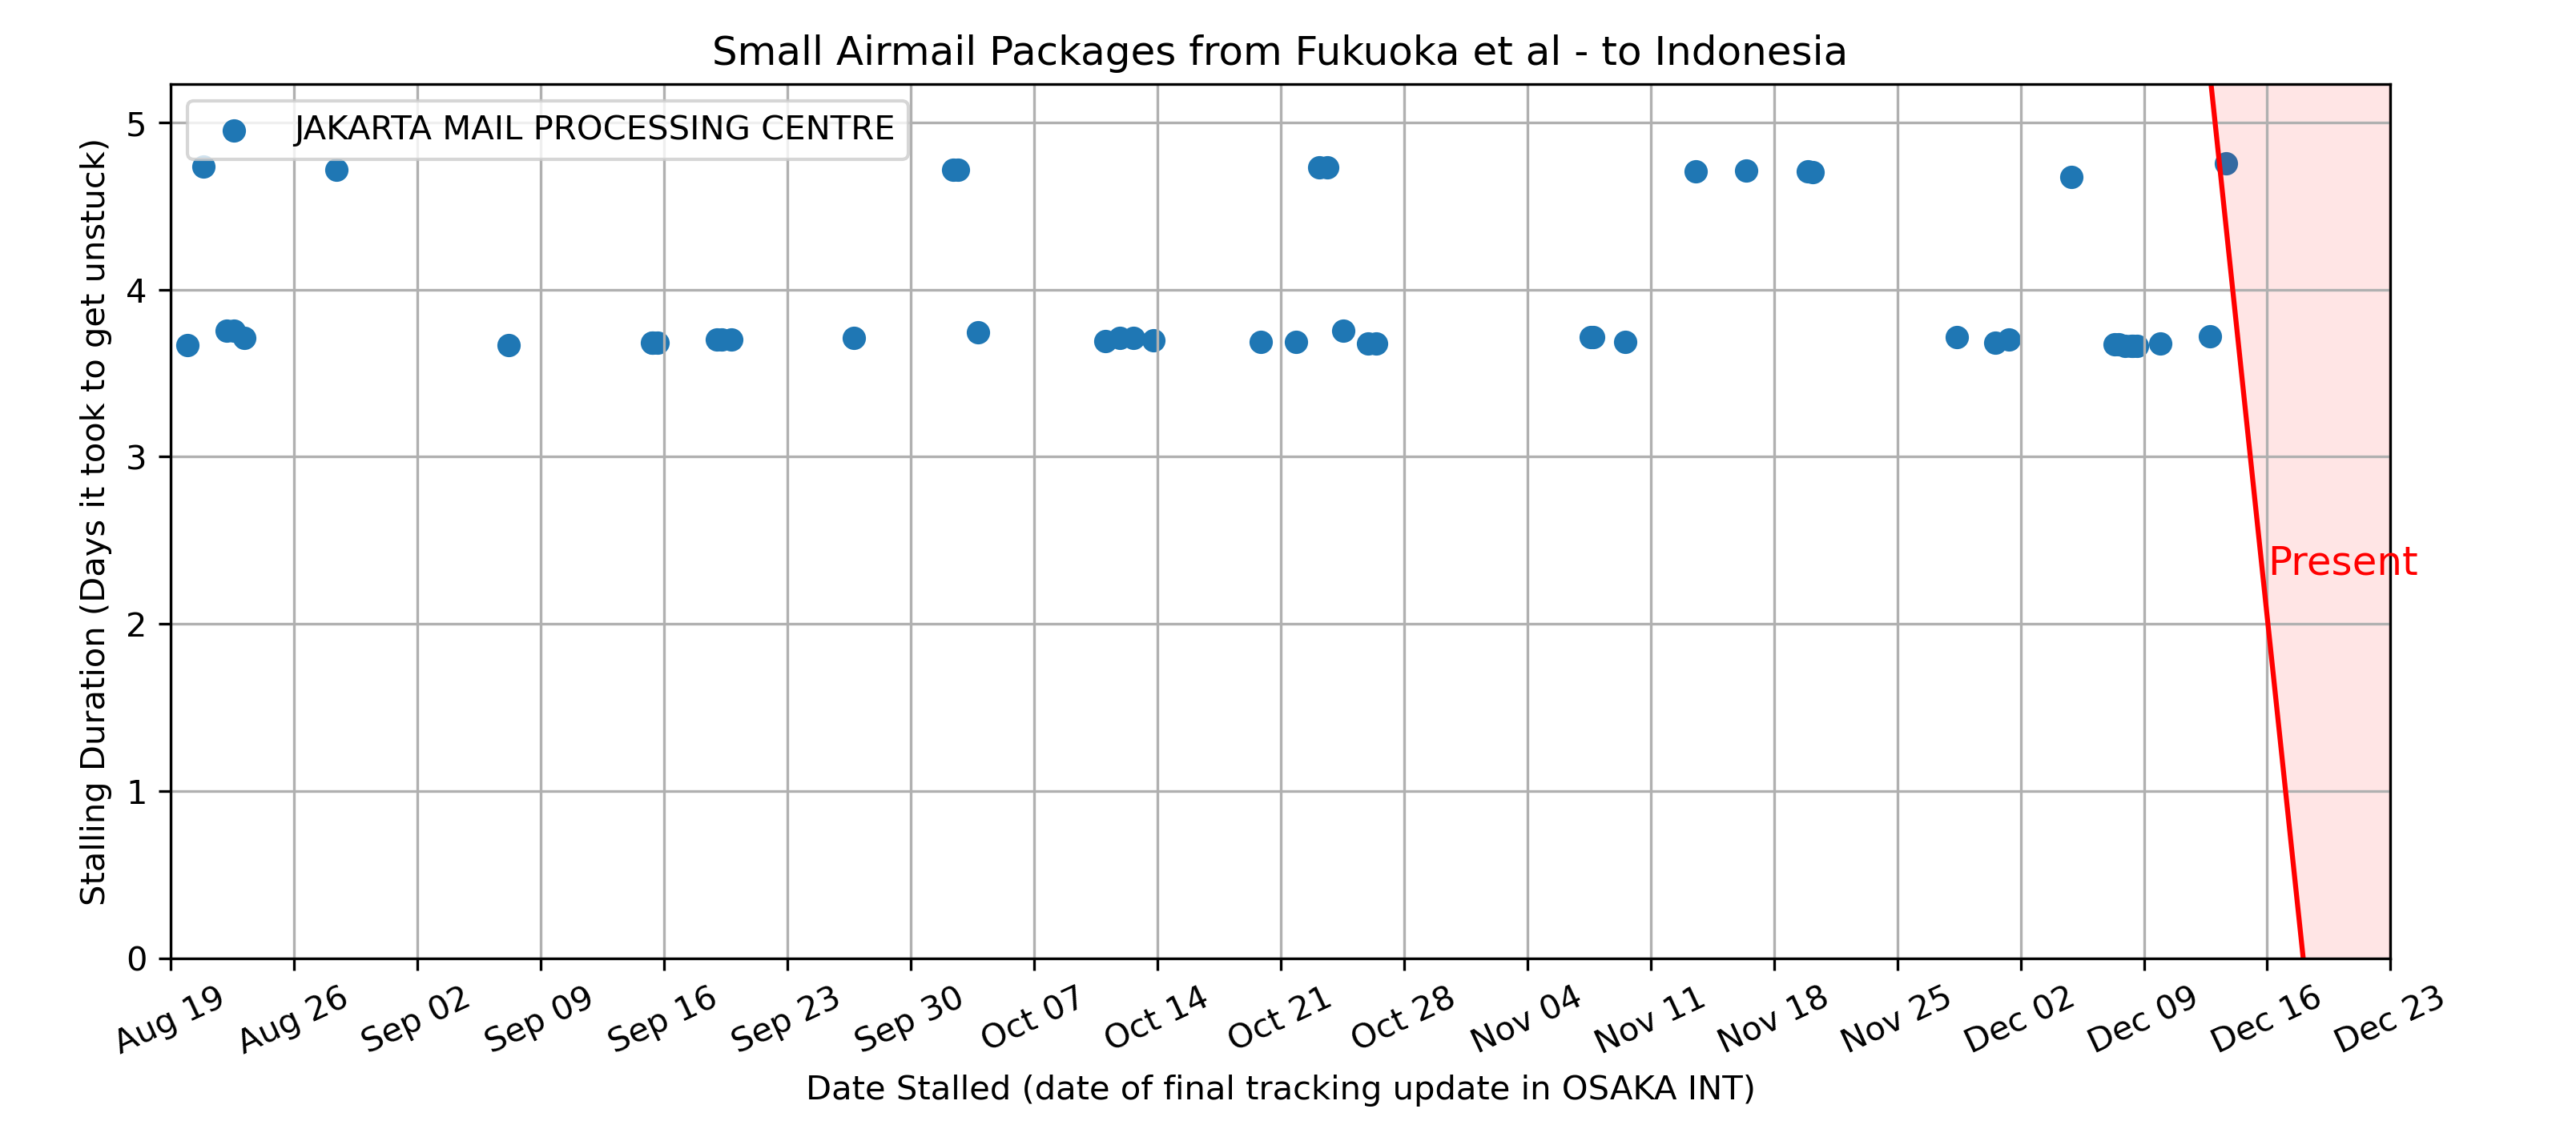 Small Airmail Packages from Fukuoka et al - to Indonesia
JAKARTA MAIL PROCESSING CENTRE
Stalling Duration (Days it took to get unstuck)
5
4
3
2
1
0
Present
Aug 19
Aug 26
Sep 02
Sep 09
Sep 16
Sep 23
Sep 30
Oct 07
Oct 14
Oct 21
Oct 28
Nov 04
Nov 11
Nov 18
Nov 25
Dec 02
Dec 09
Dec 16
Dec 23
Date Stalled (date of final tracking update in OSAKA INT)